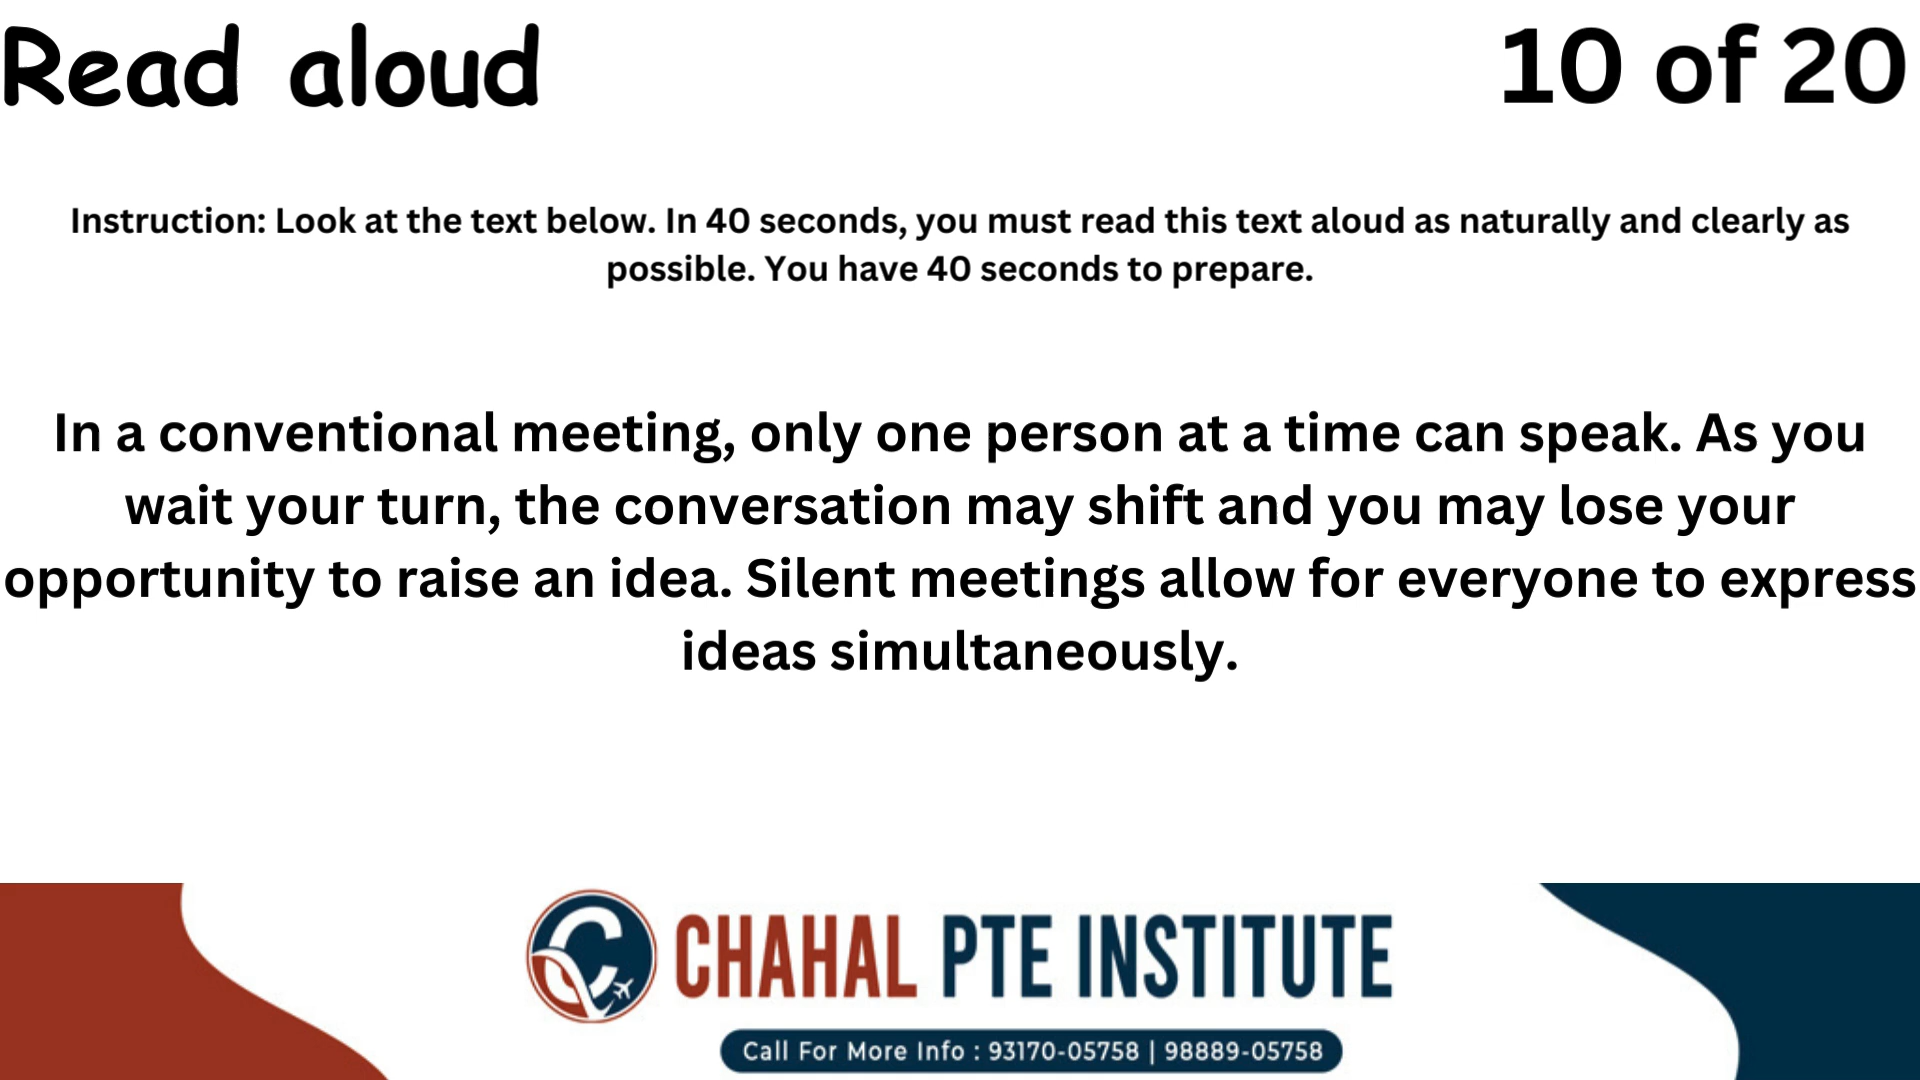 Read aloud
10 of 20
Instruction: Look at the text below. In 40 seconds, you must read this text aloud as naturally and clearly as
possible. You have 40 seconds to prepare.
In a conventional meeting, only one person at a time can speak. As you
wait your turn, the conversation may shift and you may lose your
opportunity to raise an idea. Silent meetings allow for everyone to express
ideas simultaneously.
CHAHAL PTE INSTITUTE
Call For More Info : 93170-05758 | 98889-05758